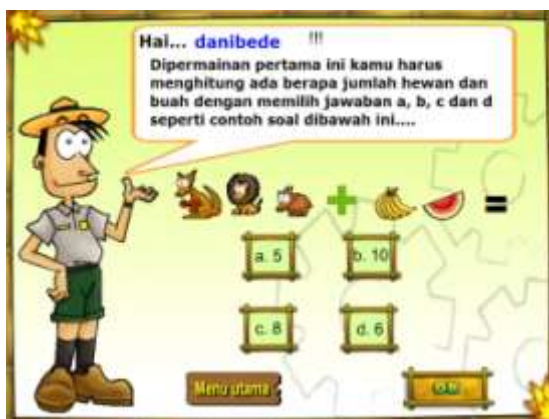 Hai... danibede !!!
Dipermainan pertama ini kamu harus
menghitung ada berapa jumlah hewan dan
buah dengan memilih jawaban a, b, c dan d
seperti contoh soal dibawah ini....
+ =
a. 5 b. 10
c. 8 d. 6
Menu utama